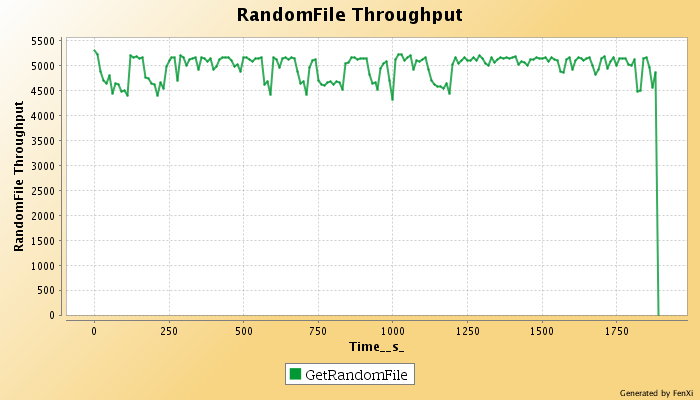 RandomFile Throughput
RandomFile Throughput
5500
5000
4500
4000
3500
3000
2500
2000
1500
1000
500
0
0 250 500 750 1000 1250 1500 1750
Time__s_
GetRandomFile
Generated by FenXi